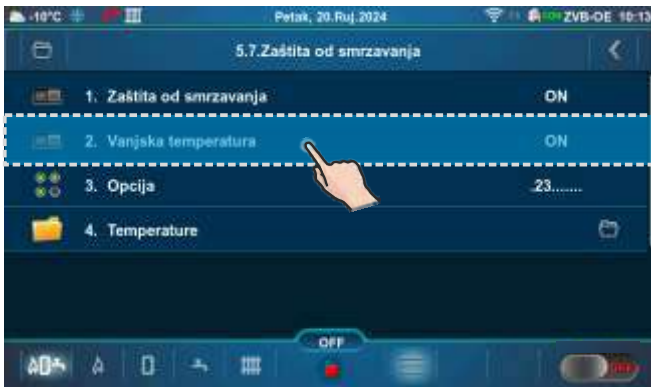 -10°C Petak, 20.Ruj.2024 ZVB-OE 10:13
5.7.Zaštita od smrzavanja
1. Zaštita od smrzavanja ON
2. Vanjska temperatura ON
3. Opcija .23.......
4. Temperature
OFF